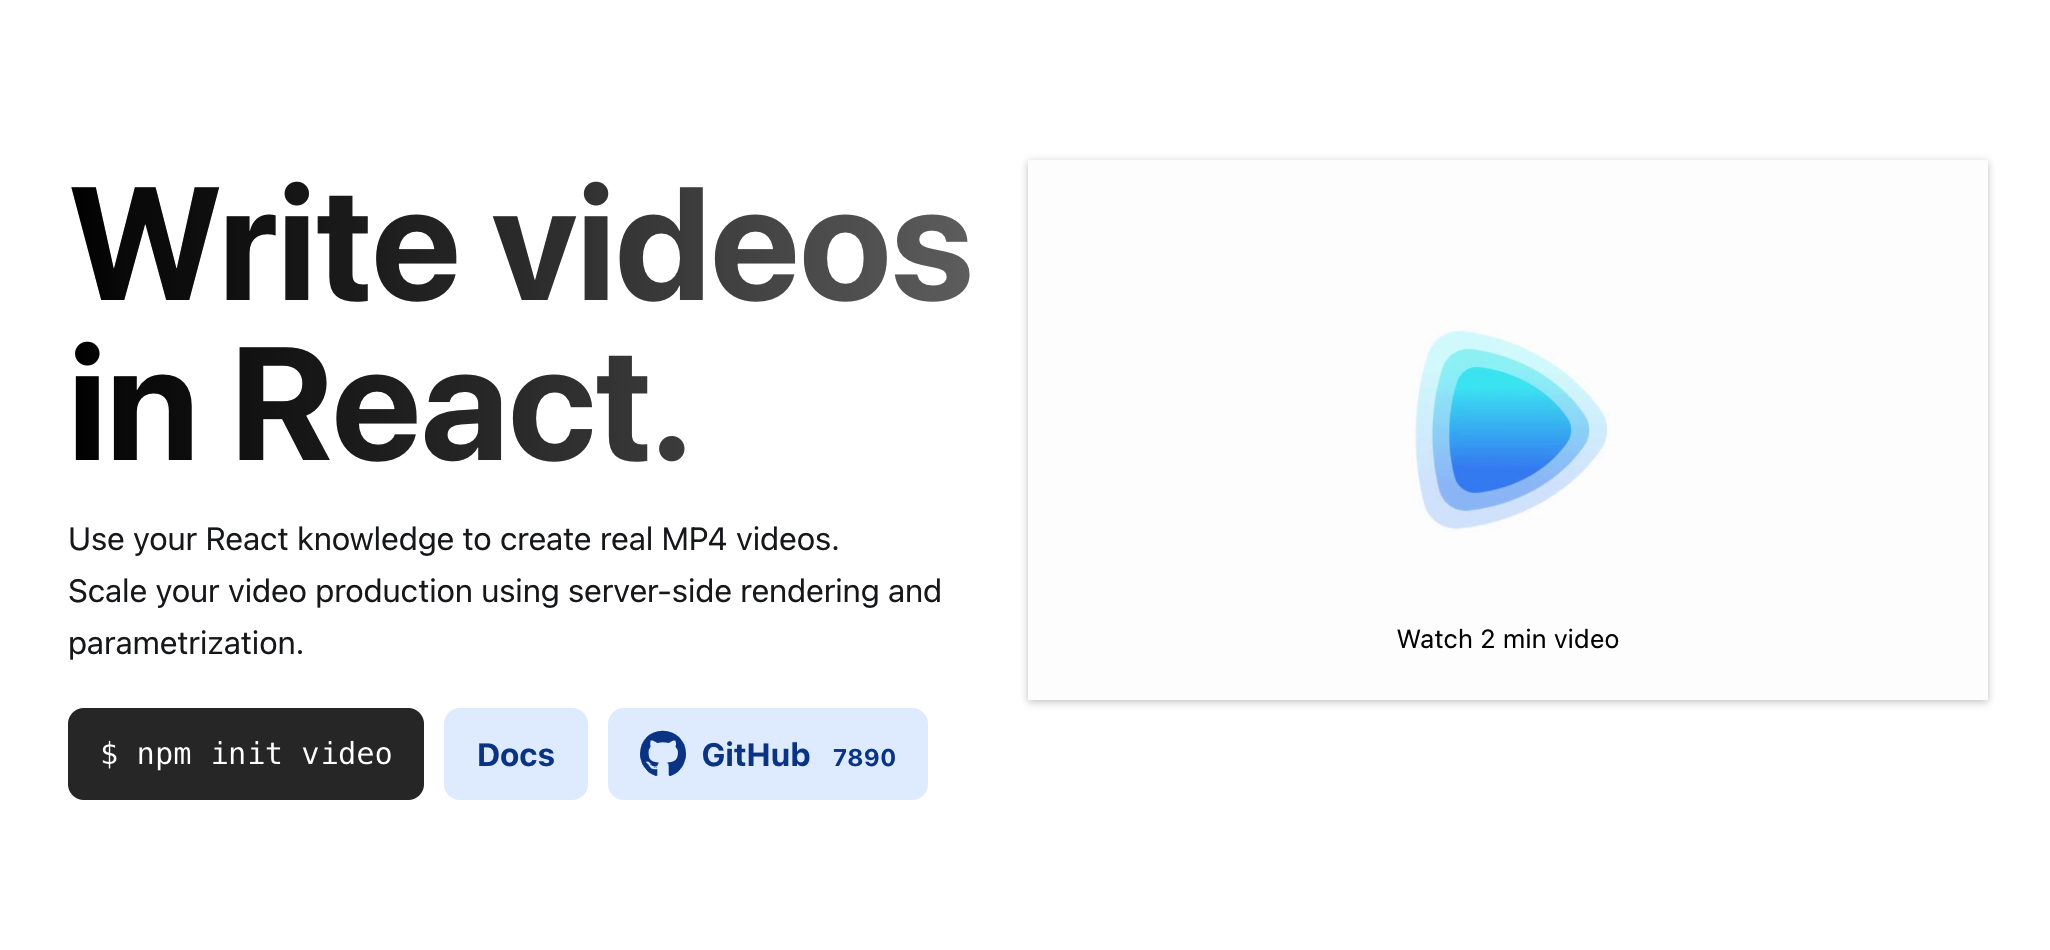 Write videos
in React.
Use your React knowledge to create real MP4 videos.
Scale your video production using server-side rendering and
parametrization.
$ npm init video
Docs
GitHub 7890
Watch 2 min video